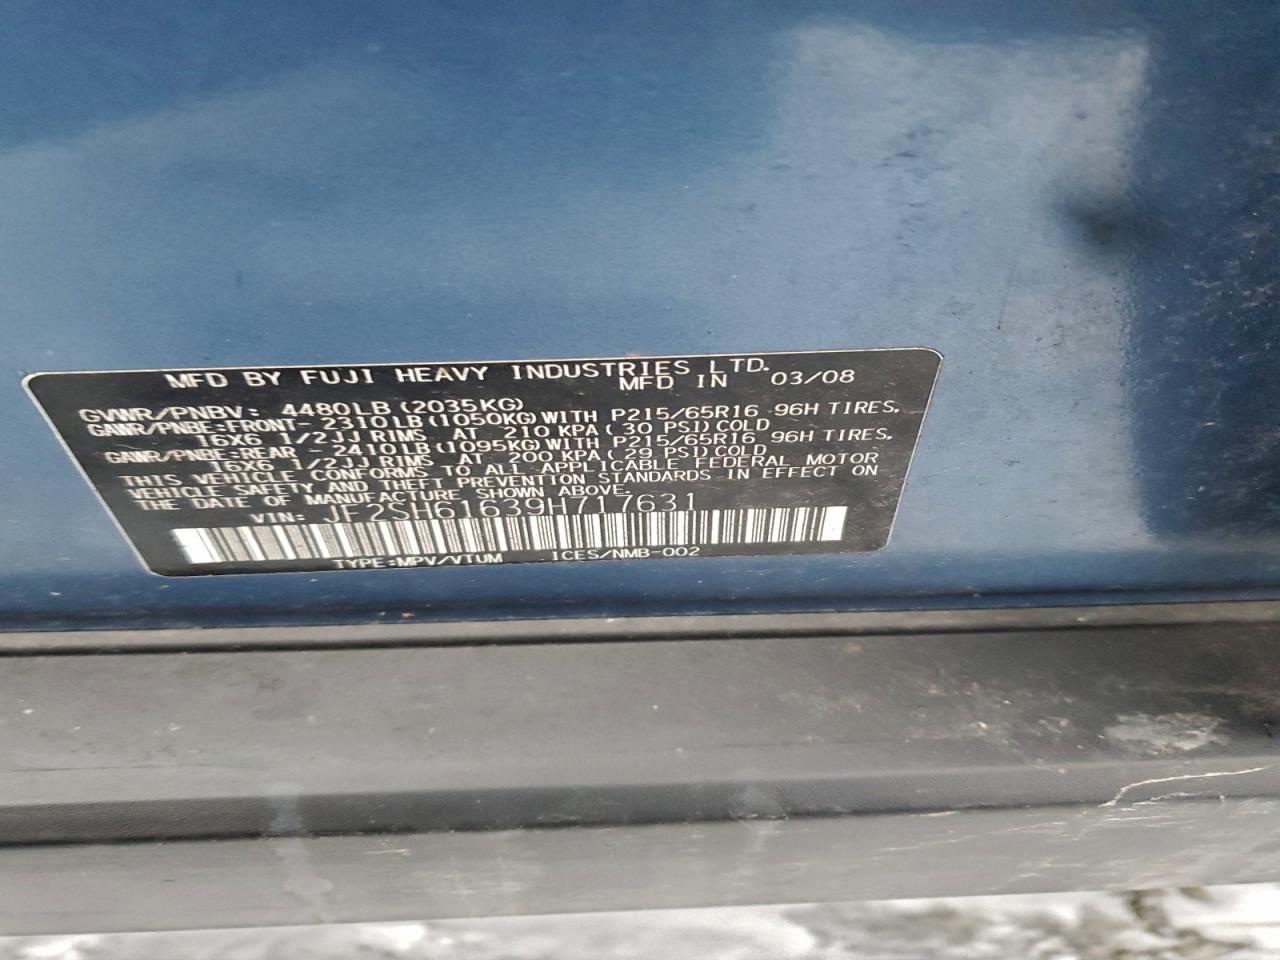 MFD BY FUJI HEAVY INDUSTRIES LTD.
MFD IN 03/08
GVWR/PNBV: 4480LB (2035KG)
GAWR/PNBE:FRONT- 2310LB(1050KG)WITH P215/65R16 96H TIRES.
16X6 1/2JJ RIMS AT 210 KPA(30 PSI)COLD
GAWR/PNBE:REAR - 2410LB(1095KG)WITH P215/65R16 96H TIRES.
16X6 1/2JJ RIMS AT 200 KPA(29 PSI)COLD
THIS VEHICLE CONFORMS TO ALL APPLICABLE FEDERAL MOTOR
VEHICLE SAFETY AND THEFT PREVENTION STANDARDS IN EFFECT ON
THE DATE OF MANUFACTURE SHOWN ABOVE.
VIN: JF2SH61639H717631
TYPE:MPV/VTUM ICES/NMB-002